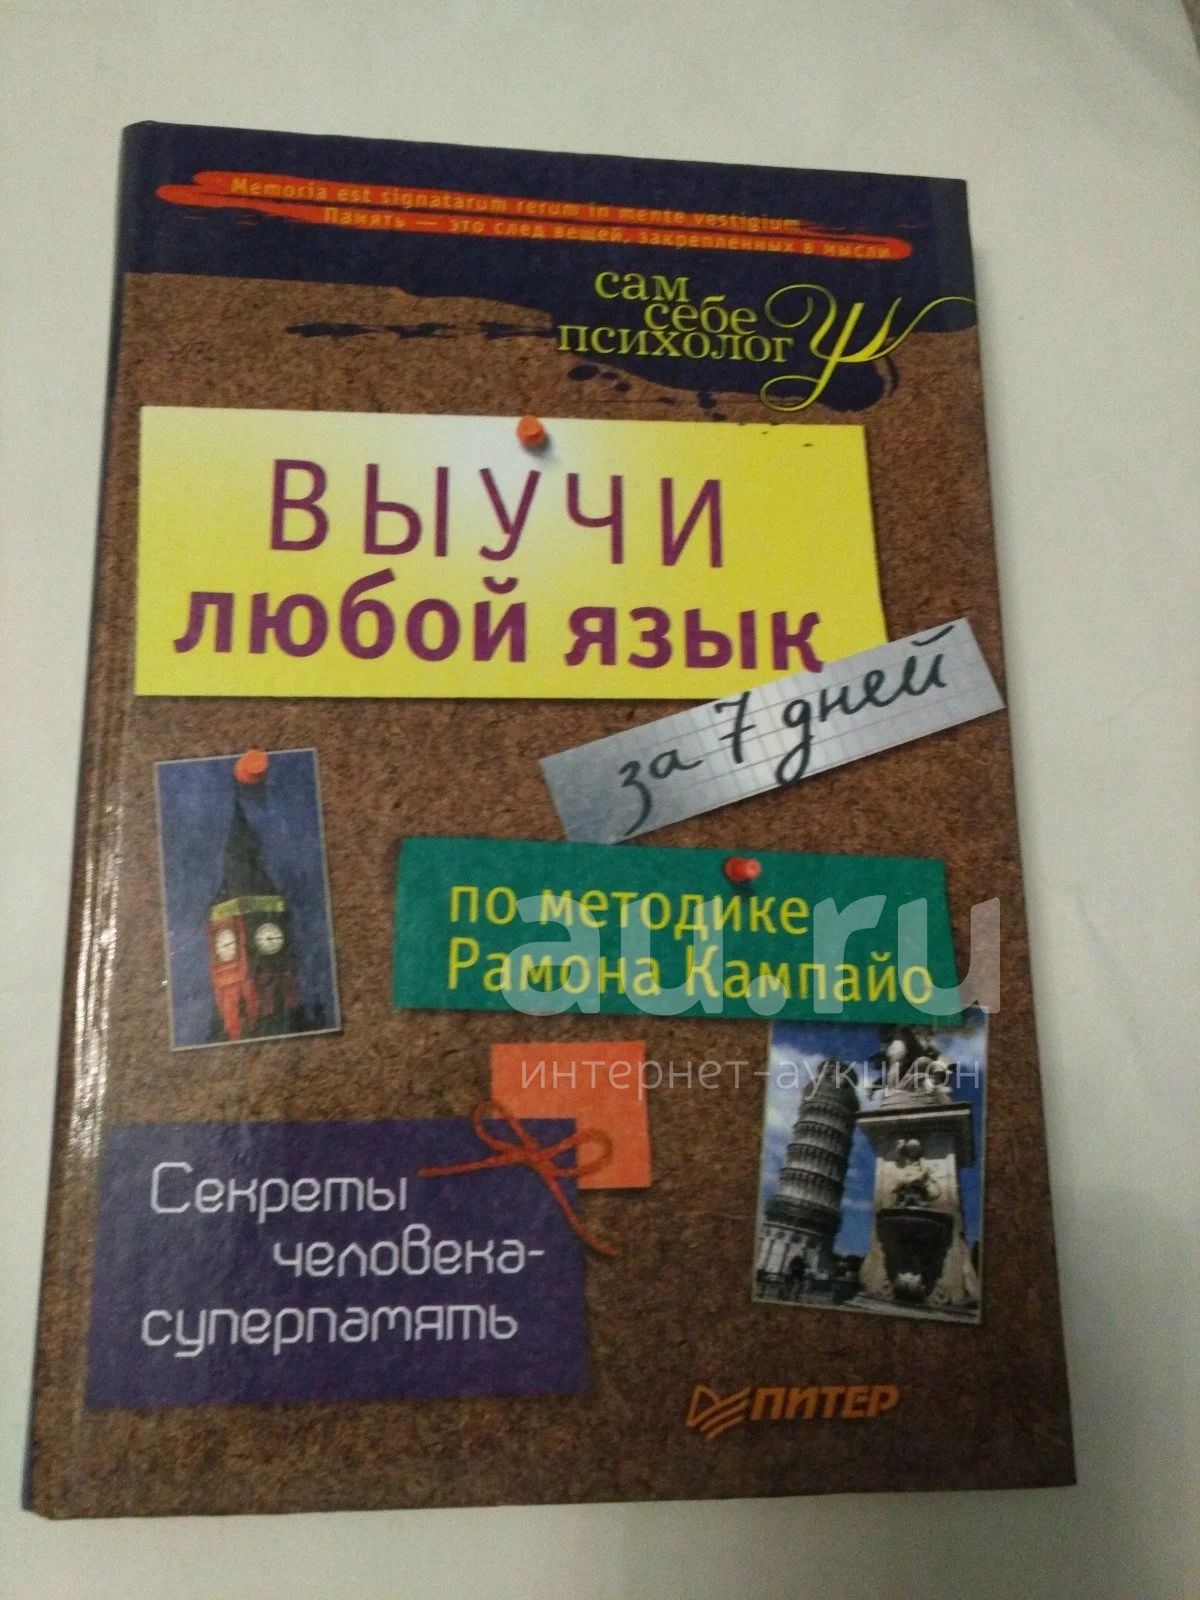 Memoria est signatarum rerum in mente vestigium
Память — это след вещей, закрепленных в мысли
сам
себе
психолог
ВЫУЧИ
любой язык
за 7 дней
по методике
Рамона Кампайо
au.ru
интернет-аукцион
Секреты
человека-
суперпамять
ПИТЕР